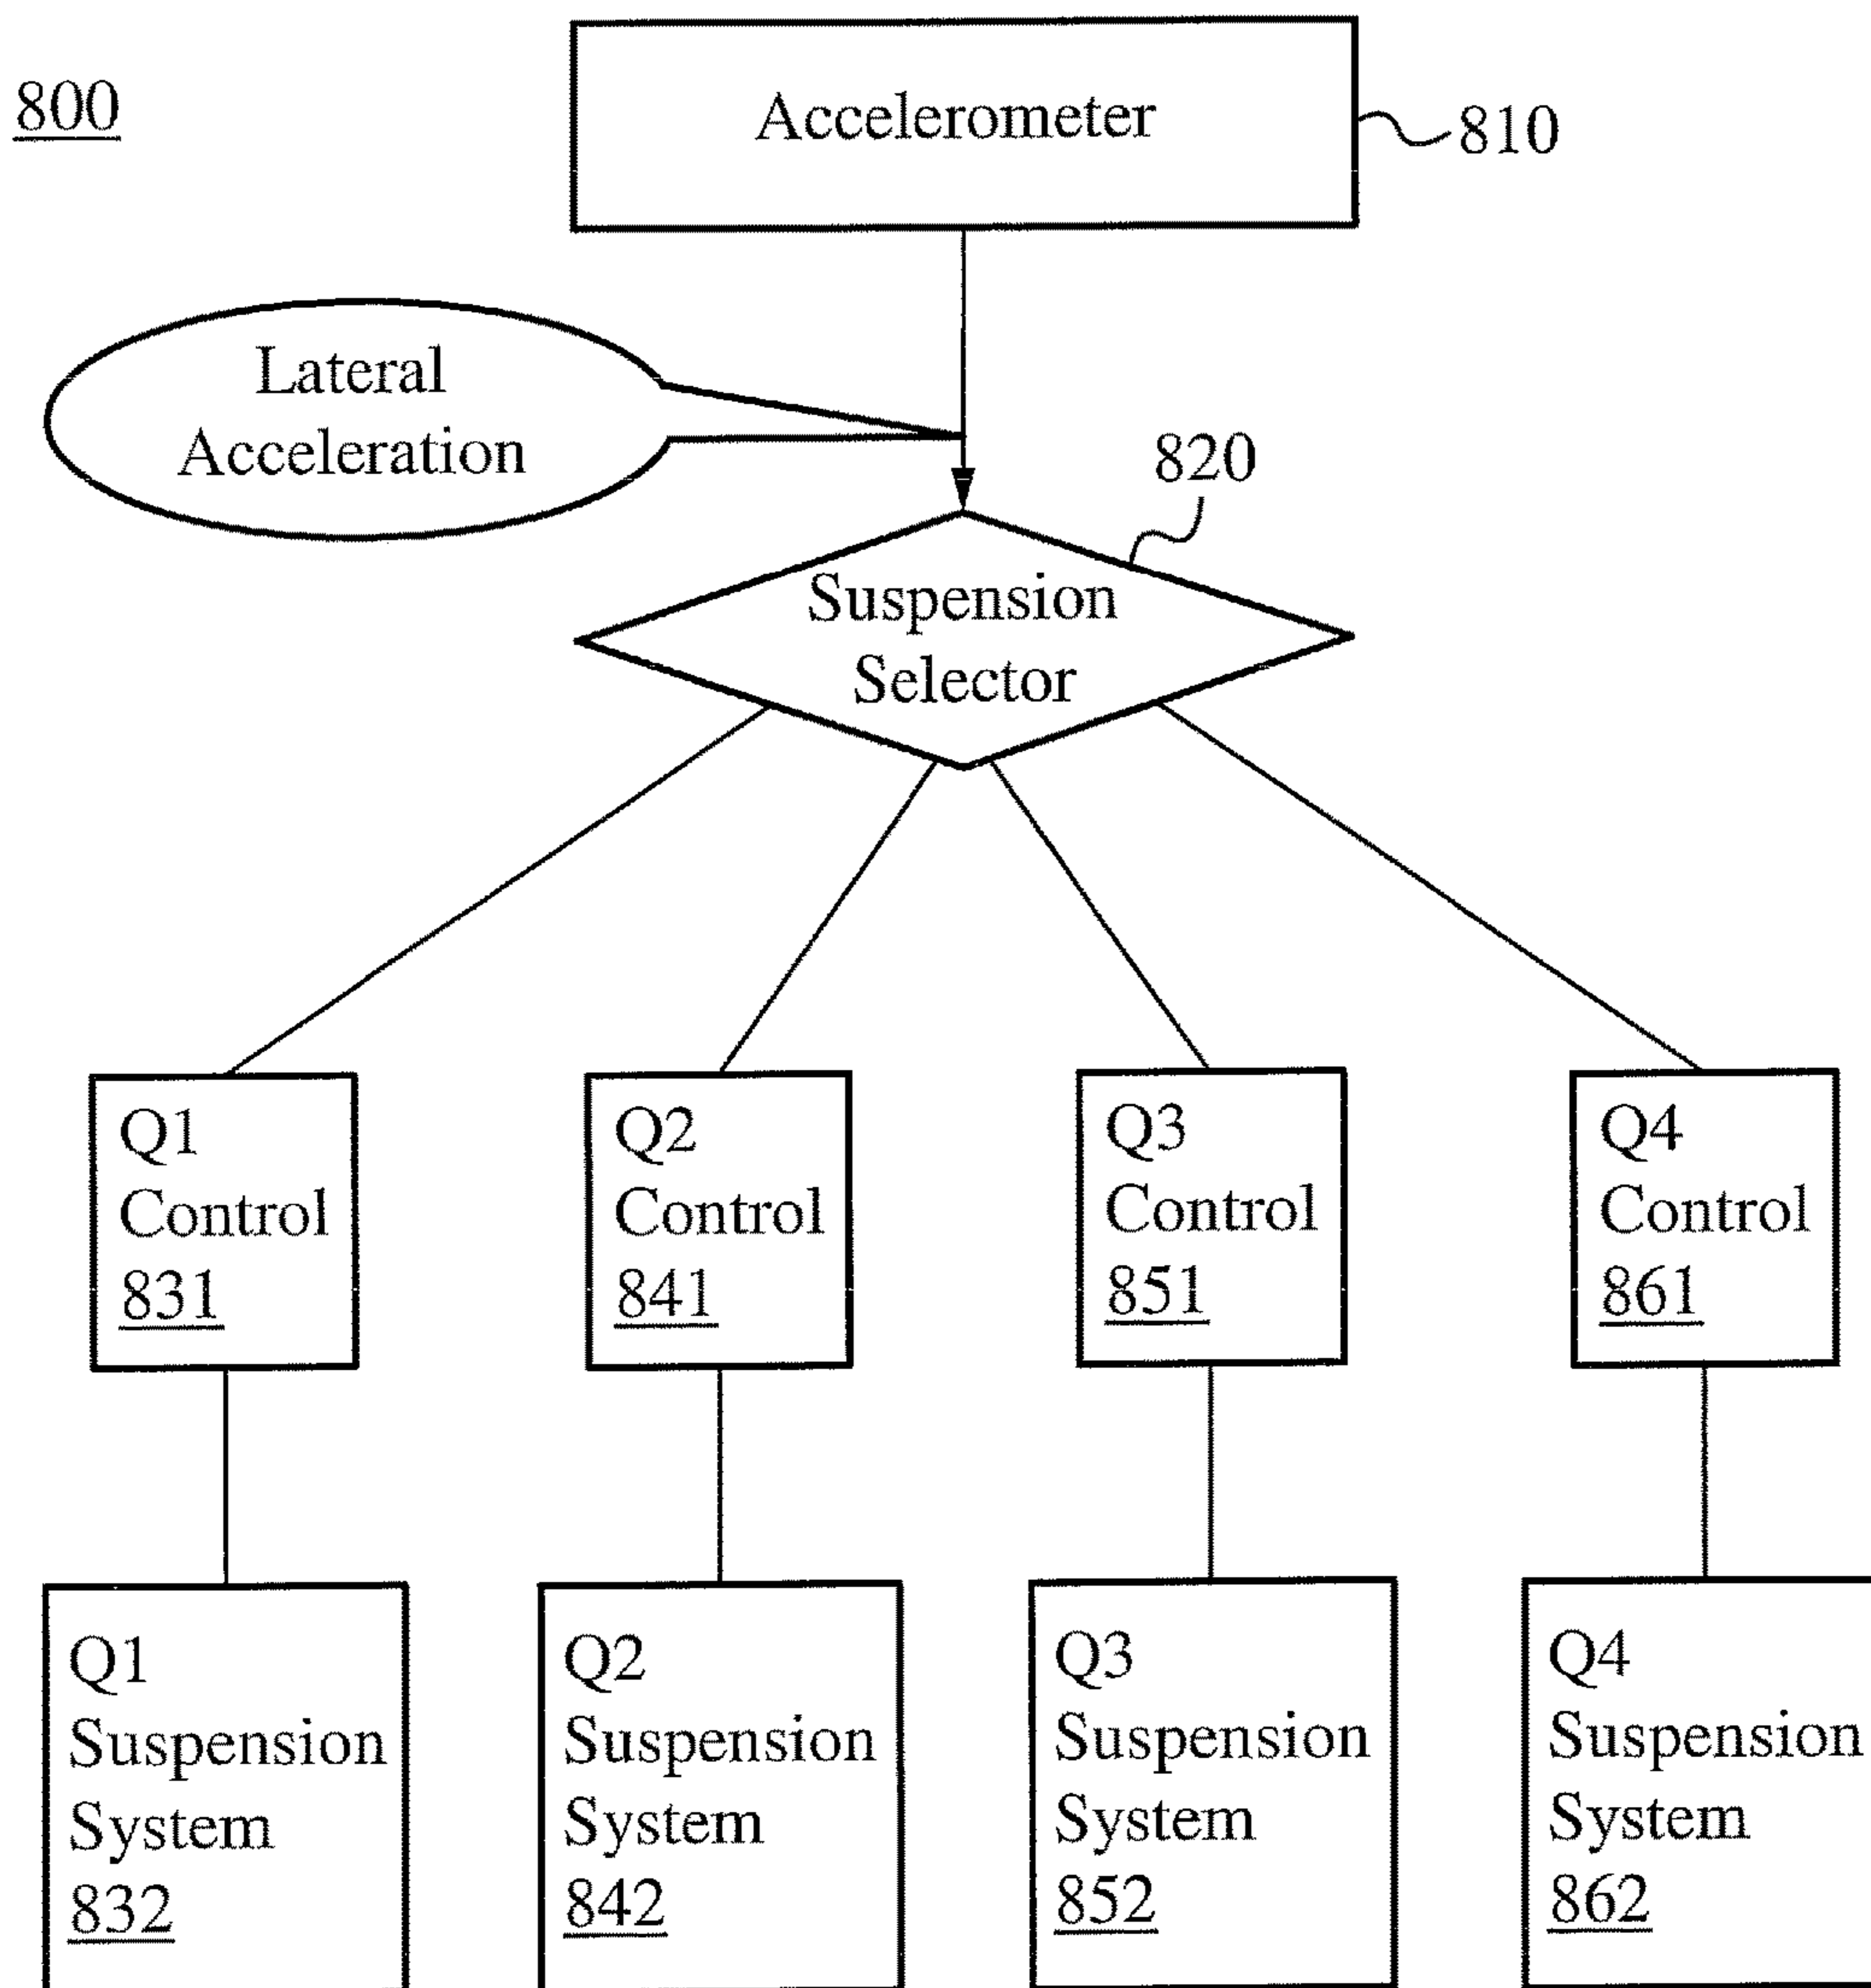 800
Accelerometer
810
Lateral
Acceleration
820
Suspension
Selector
Q1
Control
831
Q2
Control
841
Q3
Control
851
Q4
Control
861
Q1
Suspension
System
832
Q2
Suspension
System
842
Q3
Suspension
System
852
Q4
Suspension
System
862